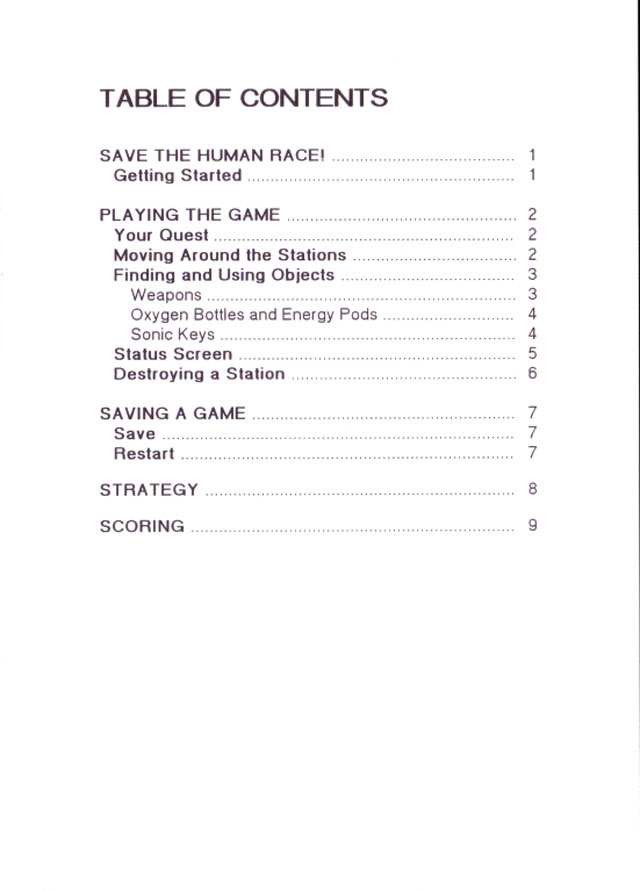 TABLE OF CONTENTS
SAVE THE HUMAN RACE! ....................................... 1
Getting Started ......................................................... 1
PLAYING THE GAME ................................................. 2
Your Quest ................................................................ 2
Moving Around the Stations ................................... 2
Finding and Using Objects ..................................... 3
Weapons .................................................................. 3
Oxygen Bottles and Energy Pods ............................ 4
Sonic Keys ............................................................... 4
Status Screen ........................................................... 5
Destroying a Station ................................................ 6
SAVING A GAME ........................................................ 7
Save ........................................................................... 7
Restart ....................................................................... 7
STRATEGY .................................................................. 8
SCORING ..................................................................... 9